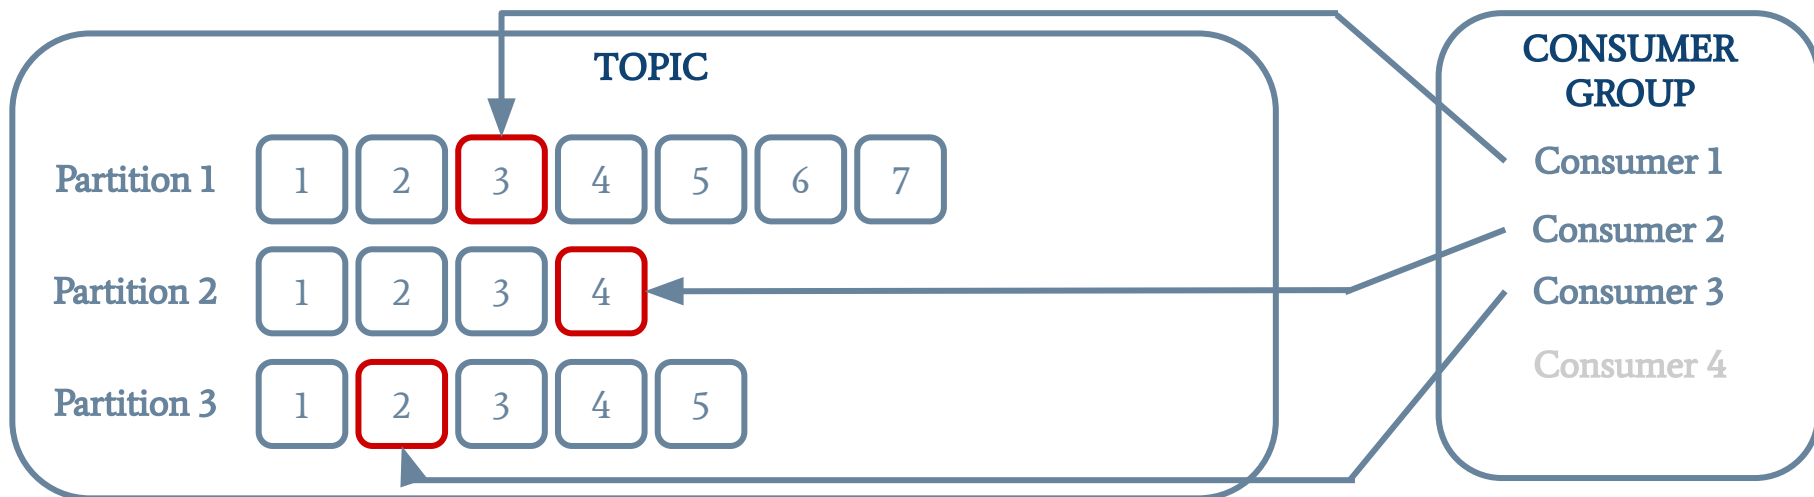 TOPIC
CONSUMER
GROUP
Partition 1 1 2 3 4 5 6 7
Partition 2 1 2 3 4
Partition 3 1 2 3 4 5
Consumer 1
Consumer 2
Consumer 3
Consumer 4